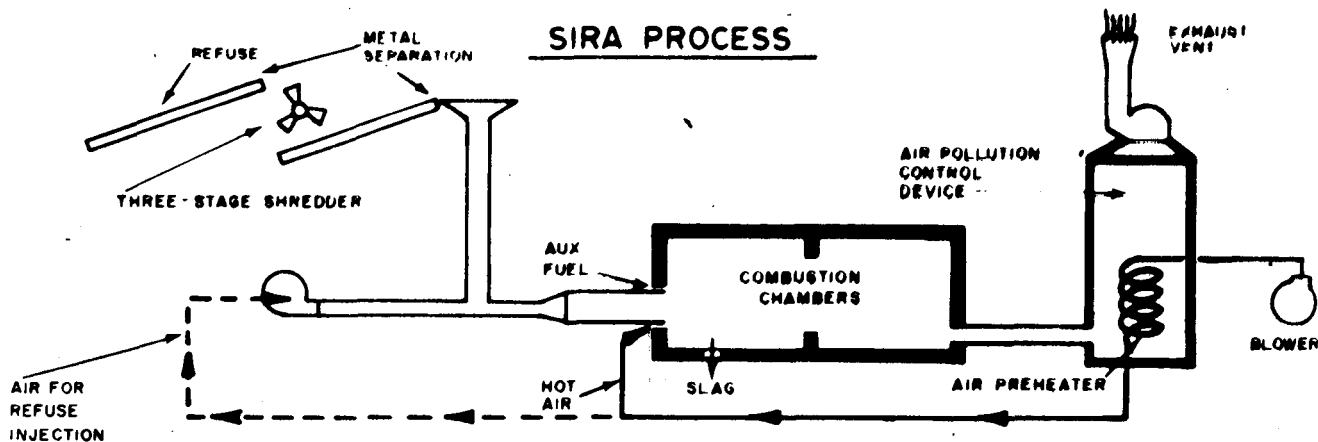 SIRA PROCESS
REFUSE
METAL
SEPARATION
EXHAUST
VENT
THREE-STAGE SHREDDER
AIR POLLUTION
CONTROL
DEVICE
AUX
FUEL
COMBUSTION
CHAMBERS
BLOWER
AIR FOR
REFUSE
INJECTION
HOT
AIR
SLAG
AIR PREHEATER